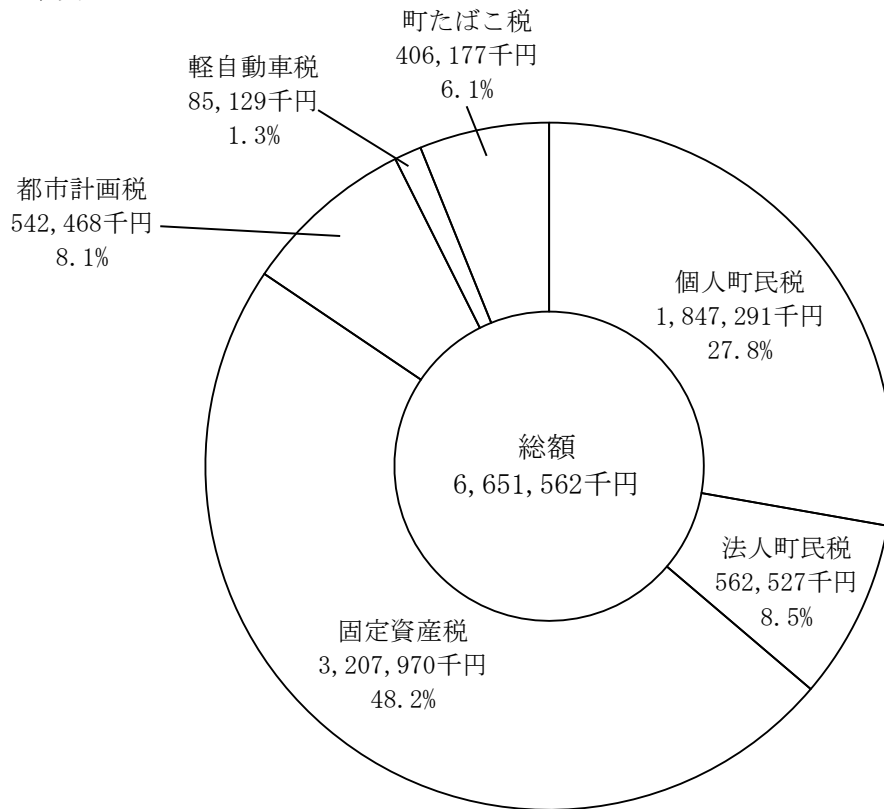 町たばこ税
406,177千円
6.1%
軽自動車税
85,129千円
1.3%
都市計画税
542,468千円
8.1%
個人町民税
1,847,291千円
27.8%
総額
6,651,562千円
法人町民税
562,527千円
8.5%
固定資産税
3,207,970千円
48.2%